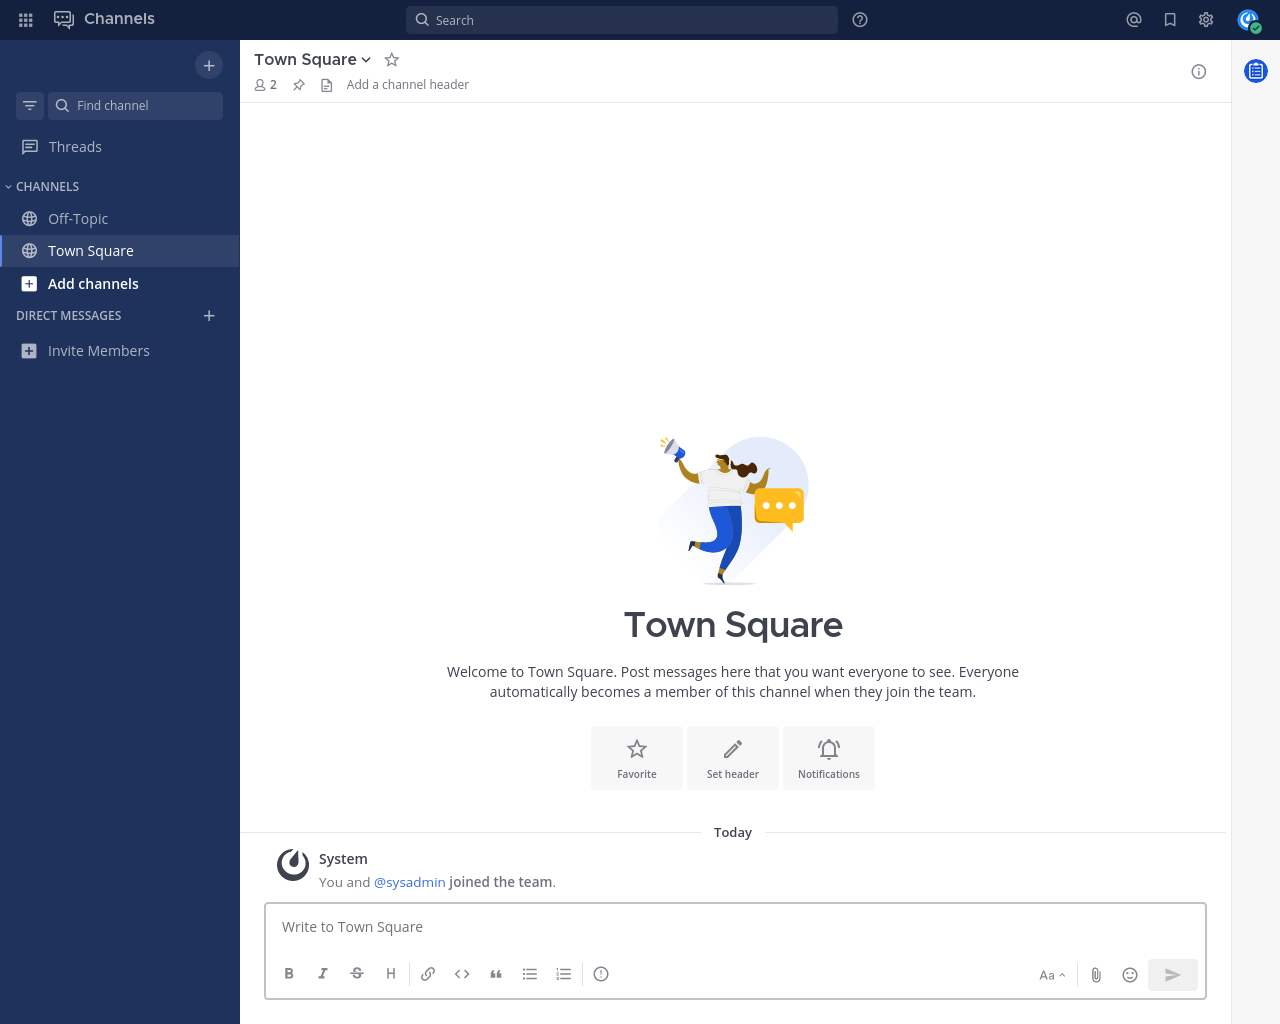 Channels
Search
Find channel
Threads
CHANNELS
Off-Topic
Town Square
Add channels
DIRECT MESSAGES
Invite Members
Town Square
2
Add a channel header
Town Square
Welcome to Town Square. Post messages here that you want everyone to see. Everyone
automatically becomes a member of this channel when they join the team.
Favorite
Set header
Notifications
Today
System
You and @sysadmin joined the team.
Write to Town Square
B I S H
Aa